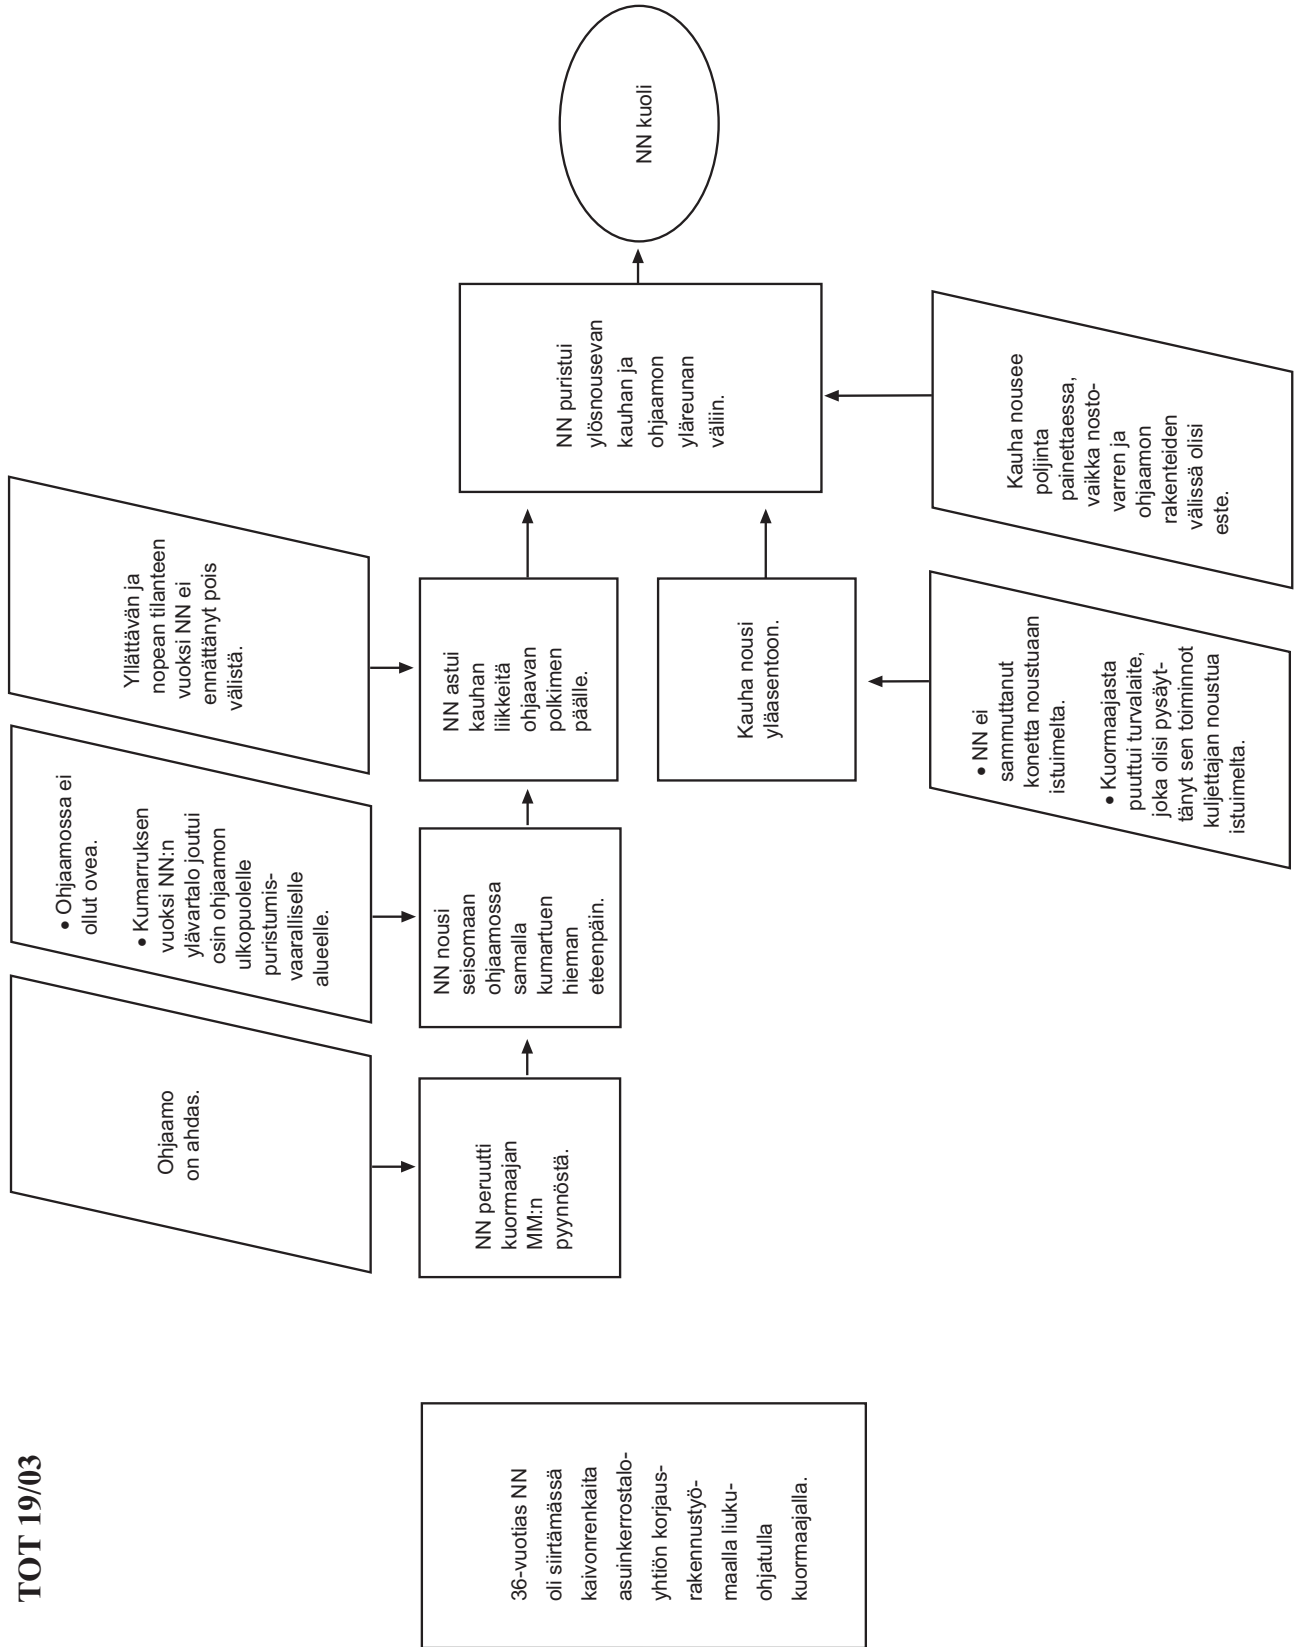 TOT 19/03
36-vuotias NN
oli siirtämässä
kaivonrenkaita
asuinkerrostalo-
yhtiön korjaus-
rakennustyö-
maalla liuku-
ohjatulla
kuormaajalla.
Ohjaamo
on ahdas.
NN peruutti
kuormaajan
MM:n
pyynnöstä.
• Ohjaamossa ei
ollut ovea.
• Kumarruksen
vuoksi NN:n
ylävartalo joutui
osin ohjaamon
ulkopuolelle
puristumis-
vaaralliselle
alueelle.
NN nousi
seisomaan
ohjaamossa
samalla
kumartuen
hieman
eteenpäin.
Yllättävän ja
nopean tilanteen
vuoksi NN ei
ennättänyt pois
välistä.
NN astui
kauhan
liikkeitä
ohjaavan
polkimen
päälle.
Kauha nousi
yläasentoon.
• NN ei
sammuttanut
konetta noustuaan
istuimelta.
• Kuormaajasta
puuttui turvalaite,
joka olisi pysäyt-
tänyt sen toiminnot
kuljettajan noustua
istuimelta.
NN puristui
ylösnousevan
kauhan ja
ohjaamon
yläreunan
väliin.
Kauha nousee
poljinta
painettaessa,
vaikka nosto-
varren ja
ohjaamon
rakenteiden
välissä olisi
este.
NN kuoli